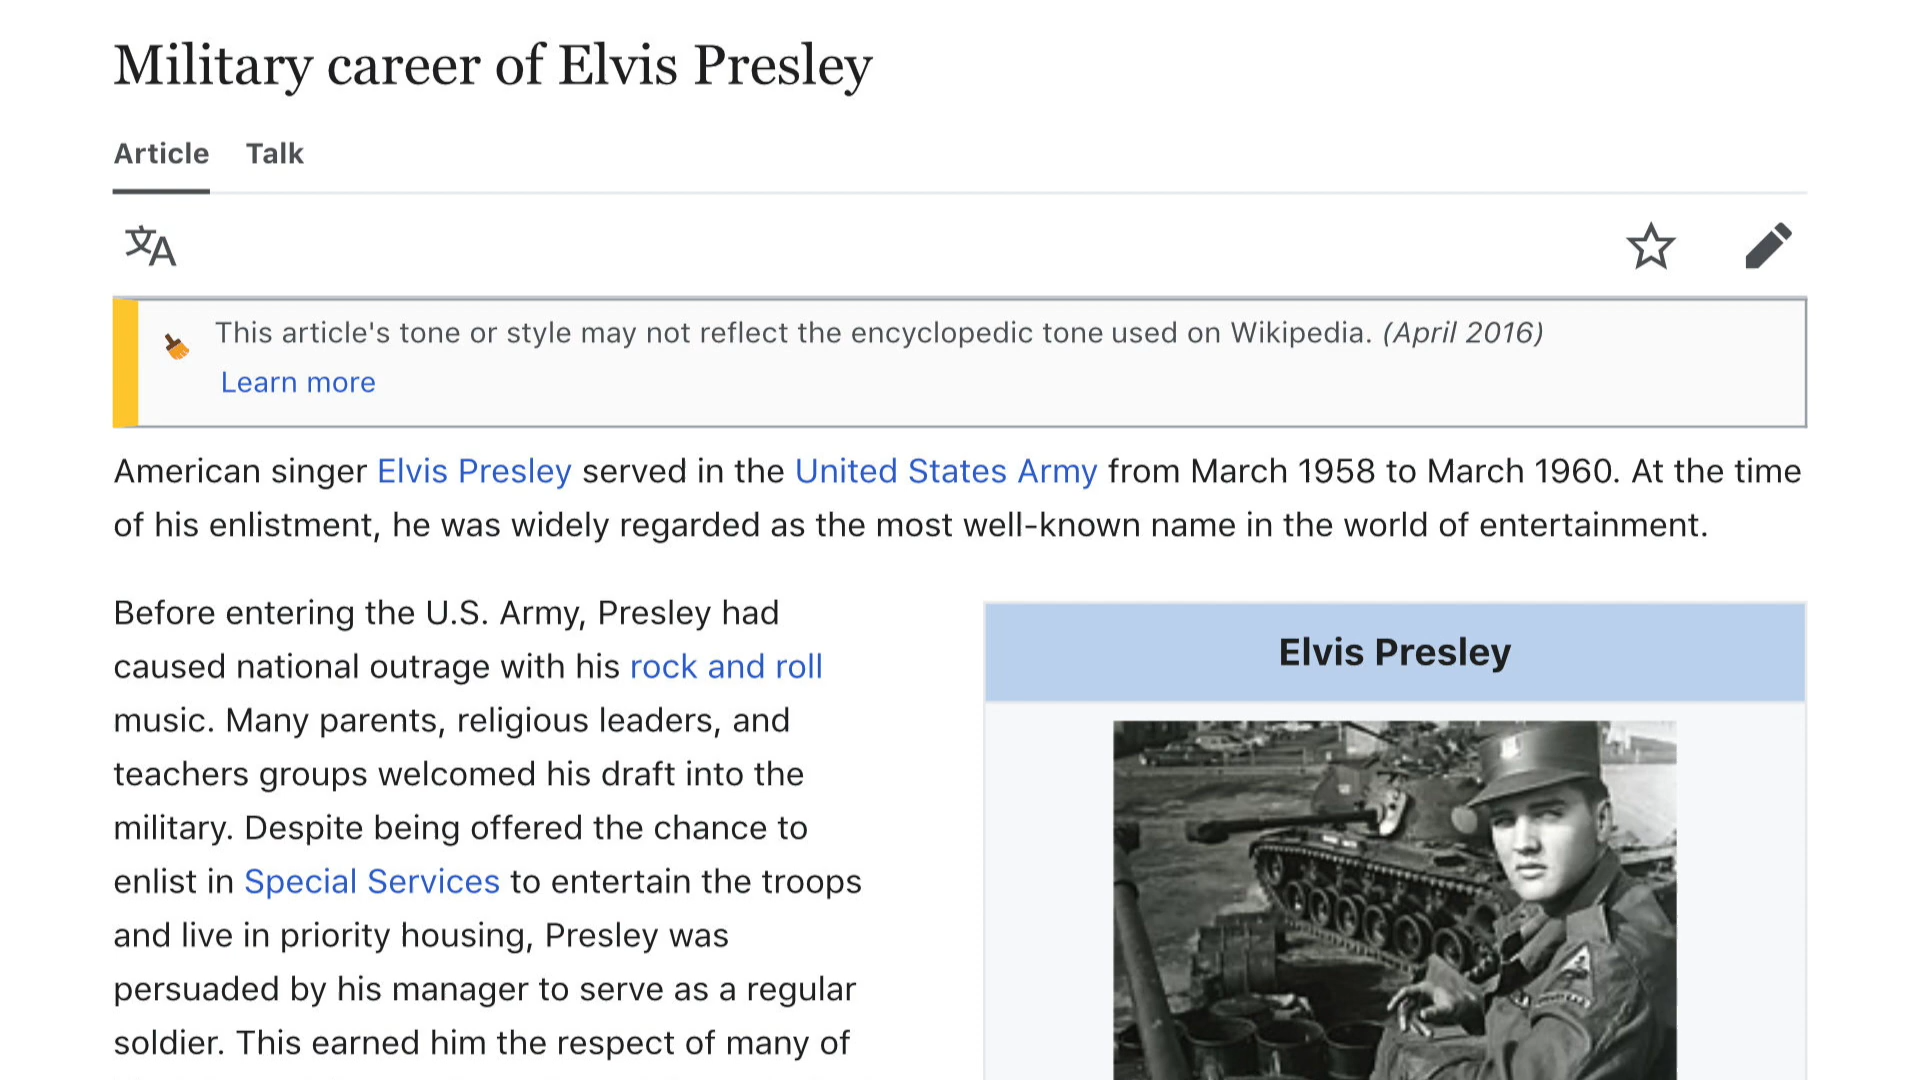 Military career of Elvis Presley
Article Talk
文A
This article's tone or style may not reflect the encyclopedic tone used on Wikipedia. (April 2016)
Learn more
American singer Elvis Presley served in the United States Army from March 1958 to March 1960. At the time
of his enlistment, he was widely regarded as the most well-known name in the world of entertainment.
Before entering the U.S. Army, Presley had
caused national outrage with his rock and roll
music. Many parents, religious leaders, and
teachers groups welcomed his draft into the
military. Despite being offered the chance to
enlist in Special Services to entertain the troops
and live in priority housing, Presley was
persuaded by his manager to serve as a regular
soldier. This earned him the respect of many of
Elvis Presley